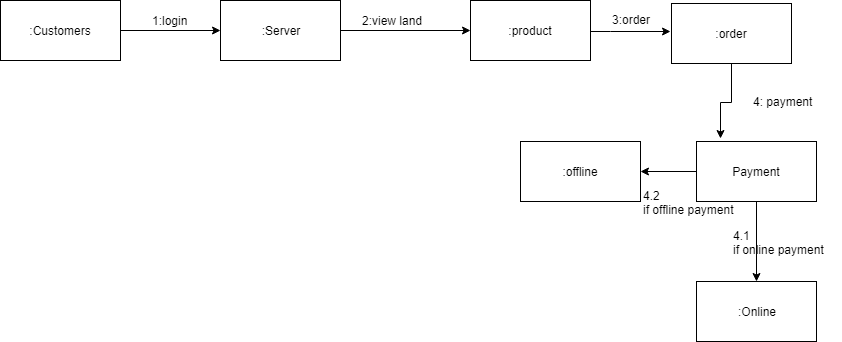 :Customers
1:login
:Server
2:view land
:product
3:order
:order
4: payment
:offline
Payment
4.2
if offline payment
4.1
if online payment
:Online